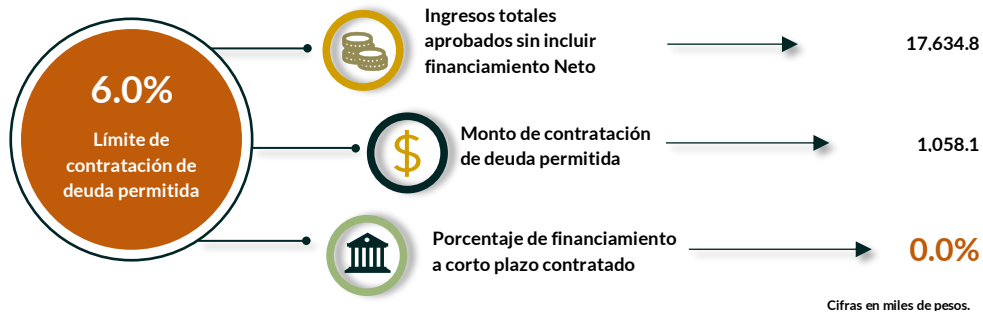 6.0%
Límite de
contratación de
deuda permitida
Ingresos totales
aprobados sin incluir
financiamiento Neto
17,634.8
$
Monto de contratación
de deuda permitida
1,058.1
Porcentaje de financiamiento
a corto plazo contratado
0.0%
Cifras en miles de pesos.